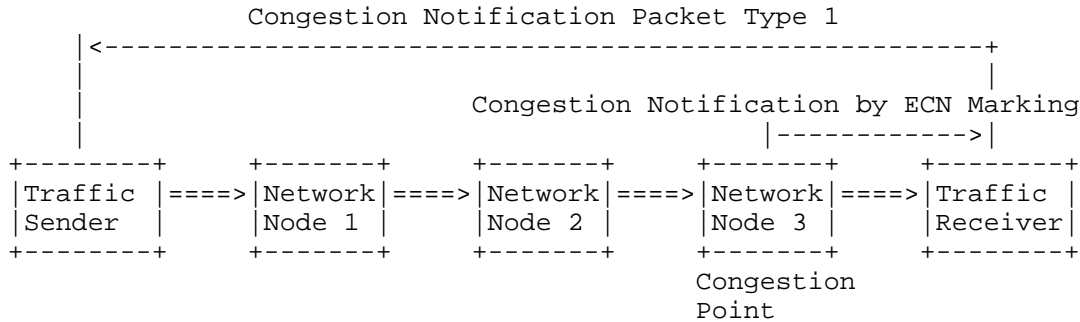 Congestion Notification Packet Type 1
|<-------------------------------------------------------+
| |
| Congestion Notification by ECN Marking
| |------------>|
+--------+ +-------+ +-------+ +-------+ +--------+
|Traffic |====>|Network|====>|Network|====>|Network|====>|Traffic |
|Sender | |Node 1 | |Node 2 | |Node 3 | |Receiver|
+--------+ +-------+ +-------+ +-------+ +--------+
Congestion
Point